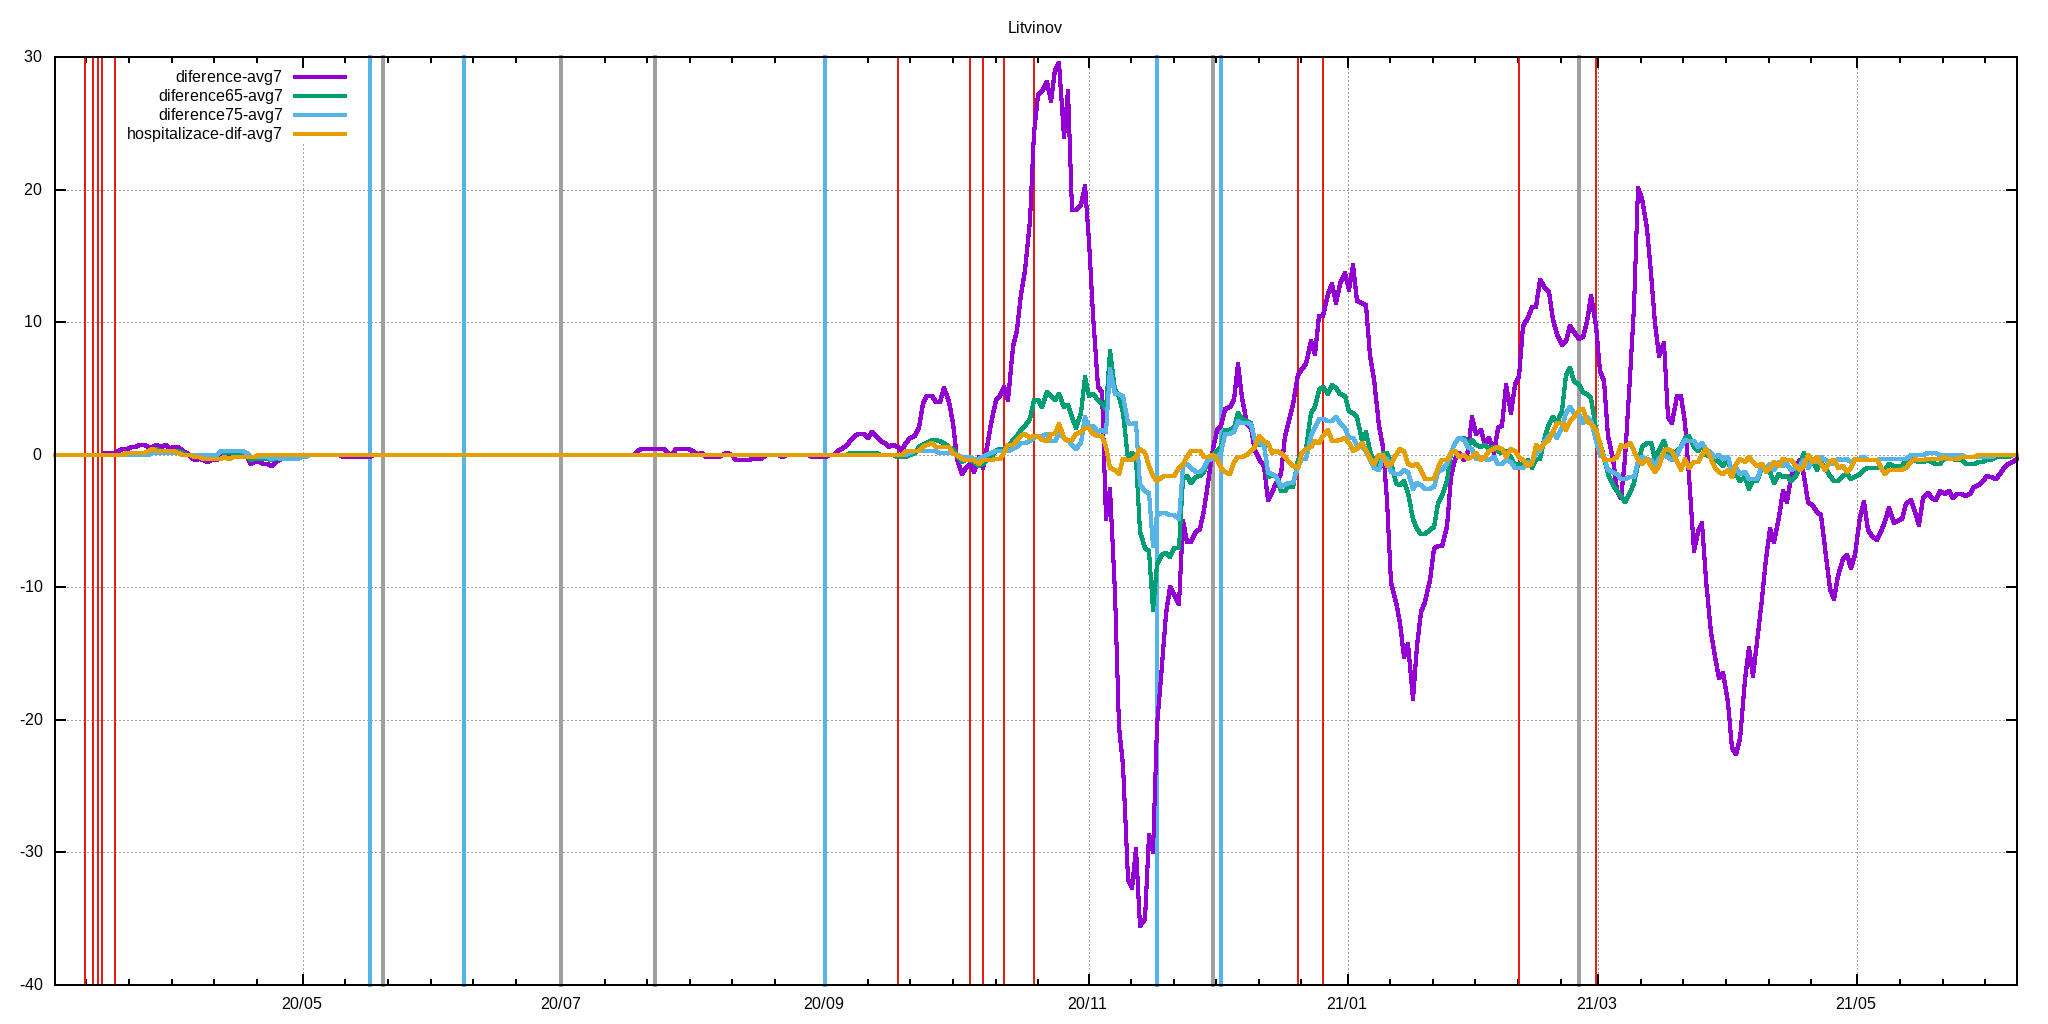 Litvinov
30
20
10
0
-10
-20
-30
-40
diference-avg7
diference65-avg7
diference75-avg7
hospitalizace-dif-avg7
20/05 20/07 20/09 20/11 21/01 21/03 21/05